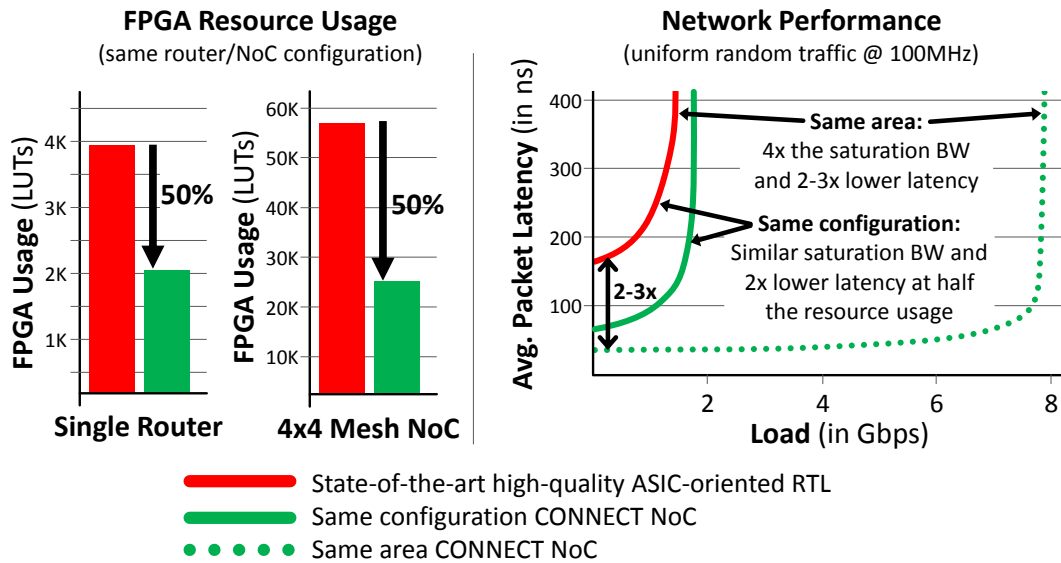 FPGA Resource Usage
(same router/NoC configuration)
FPGA Usage (LUTs)
4K
3K
2K
1K
50%
Single Router
FPGA Usage (LUTs)
60K
50K
40K
30K
20K
10K
50%
4x4 Mesh NoC
Network Performance
(uniform random traffic @ 100MHz)
Avg. Packet Latency (in ns)
400
300
200
100
Same area:
4x the saturation BW
and 2-3x lower latency
Same configuration:
Similar saturation BW and
2x lower latency at half
the resource usage
2-3x
2
4
6
8
Load (in Gbps)
State-of-the-art high-quality ASIC-oriented RTL
Same configuration CONNECT NoC
Same area CONNECT NoC